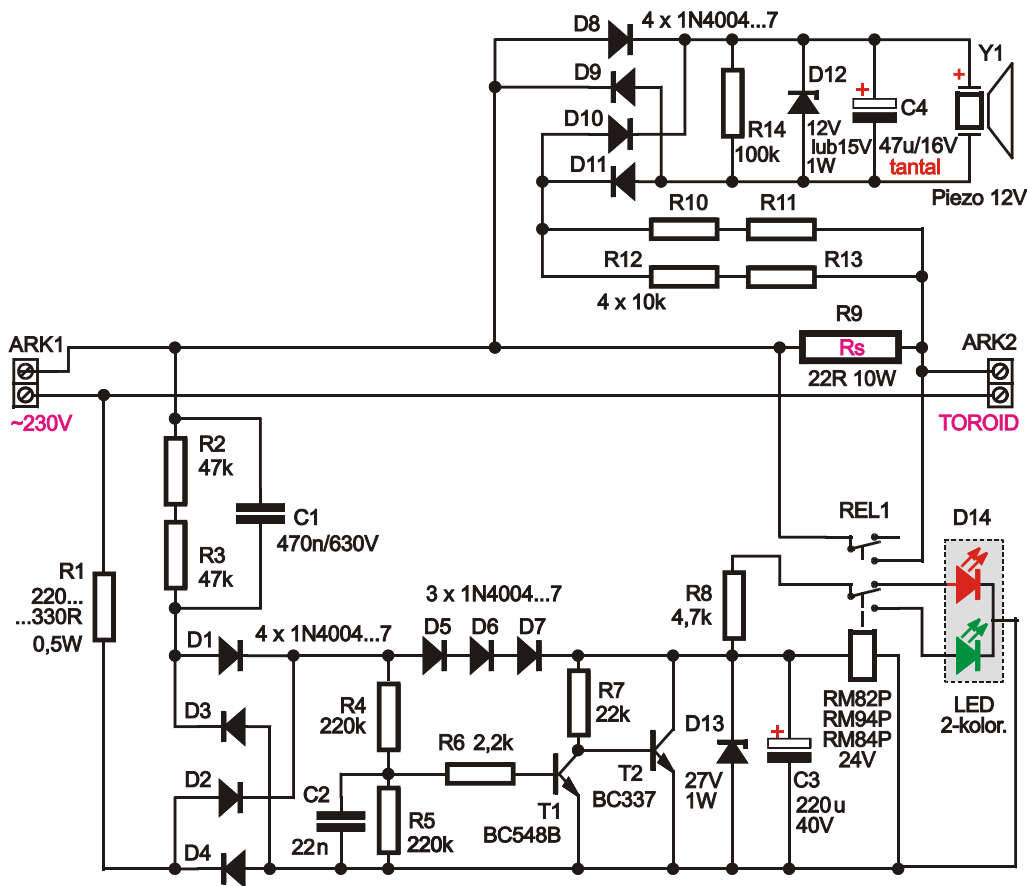 D8
4 x 1N4004...7
Y1
+
D9
D12
+
D10
C4
R14
100k
12V
lub15V
1W
47u/16V
tantal
D11
Piezo 12V
R10
R11
R12
R13
4 x 10k
R9
ARK1
Rs
ARK2
22R 10W
~230V
TOROID
R2
47k
C1
470n/630V
REL1
D14
R3
47k
R1
220...
...330R
0,5W
R8
4,7k
3 x 1N4004...7
D1
4 x 1N4004...7
D5
D6
D7
D3
R4
220k
R7
22k
D13
+
RM82P
RM94P
RM84P
24V
LED
2-kolor.
R6 2,2k
D2
C2
22n
T2
BC337
27V
1W
C3
220u
40V
T1
BC548B
R5
220k
D4